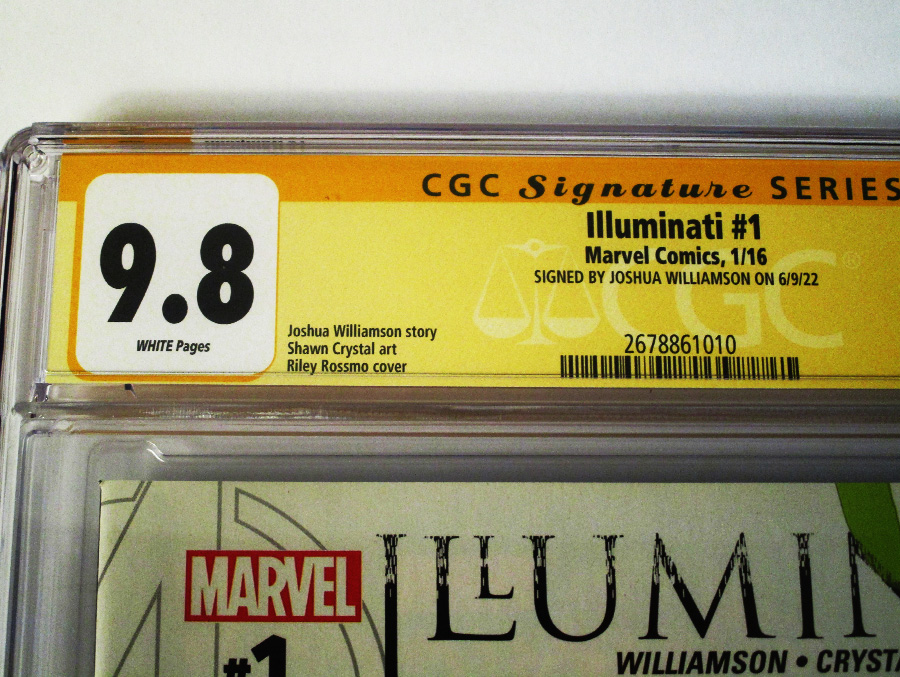 CGC Signature SERIES
Illuminati #1
Marvel Comics, 1/16
SIGNED BY JOSHUA WILLIAMSON ON 6/9/22
9.8
WHITE Pages
Joshua Williamson story
Shawn Crystal art
Riley Rossmo cover
CGC®
2678861010
MARVEL
#1
ILLUMIN
WILLIAMSON • CRYSTA